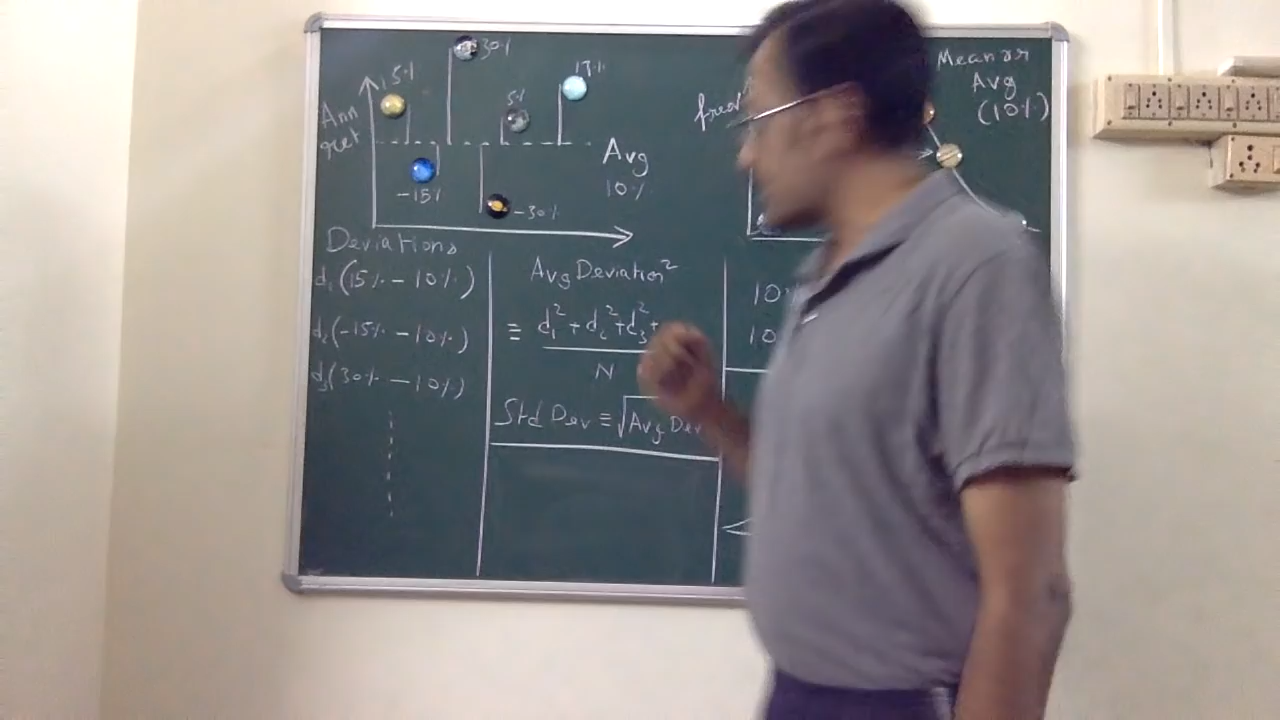 15%
30%
5%
17%
Ann
Avg
10%
-15%
-30%
Deviations
d₁(15% - 10%)
d₂(-15% - 10%)
d₃(30% - 10%)
Avg Deviation²
≡ d₁² + d₂² + d₃² +
N
Std Dev ≡ √Avg Dev
Mean or
Avg
(10%)
10
10